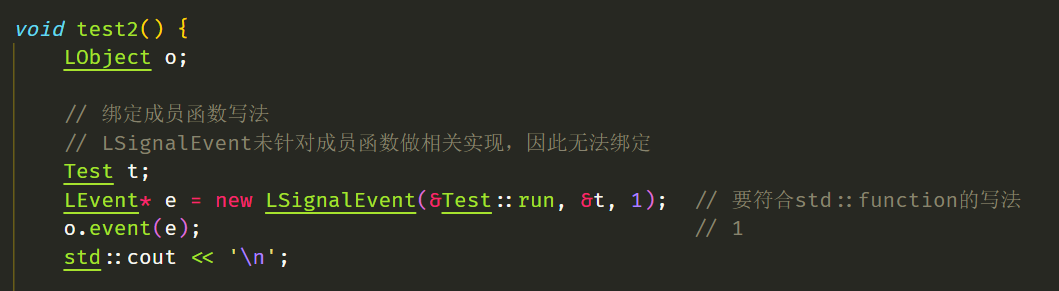 void test2() {
    LObject o;
    // 绑定成员函数写法
    // LSignalEvent未针对成员函数做相关实现，因此无法绑定
    Test t;
    LEvent* e = new LSignalEvent(&Test::run, &t, 1);  // 要符合std::function的写法
    o.event(e);                                       // 1
    std::cout << '\n';